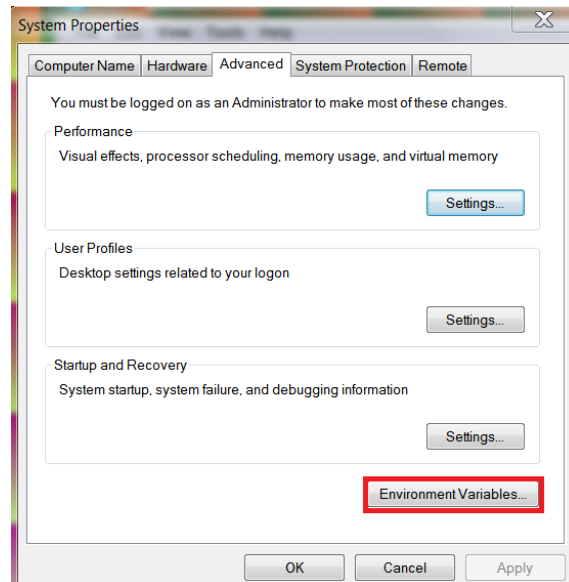 System Properties
View Tools Help
Computer Name Hardware Advanced System Protection Remote
You must be logged on as an Administrator to make most of these changes.
Performance
Visual effects, processor scheduling, memory usage, and virtual memory
Settings...
User Profiles
Desktop settings related to your logon
Settings...
Startup and Recovery
System startup, system failure, and debugging information
Settings...
Environment Variables...
OK Cancel Apply